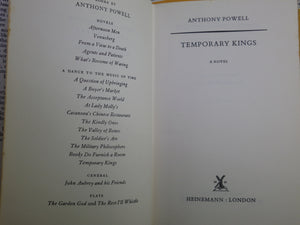 ANTHONY POWELL
NOVELS
Afternoon Men
Venusberg
From a View to a Death
Agents and Patients
What's Become of Waring
A DANCE TO THE MUSIC OF TIME
A Question of Upbringing
A Buyer's Market
The Acceptance World
At Lady Molly's
Casanova's Chinese Restaurant
The Kindly Ones
The Valley of Bones
The Soldier's Art
The Military Philosophers
Books Do Furnish a Room
Temporary Kings
GENERAL
John Aubrey and his Friends
PLAYS
The Garden God and The Rest I'll Whistle
ANTHONY POWELL
TEMPORARY KINGS
A NOVEL
HEINEMANN : LONDON